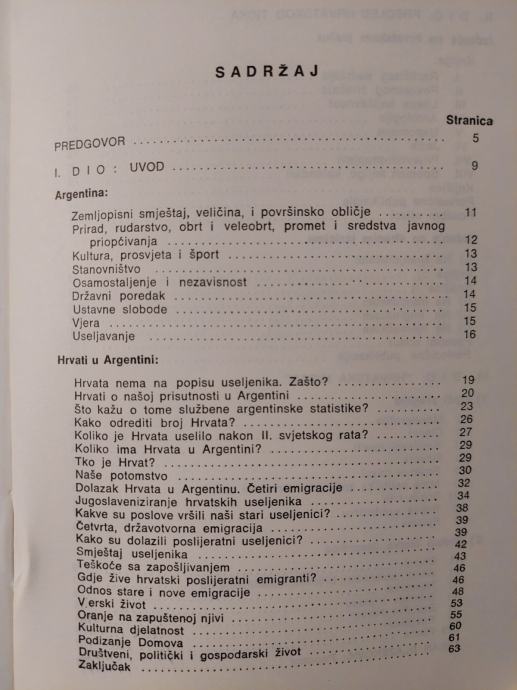 SADRŽAJ
Stranica
PREDGOVOR ........ 5
I. DIO: UVOD ........ 9
Argentina:
Zemljopisni smještaj, veličina, i površinsko obličje ........ 11
Prirad, rudarstvo, obrt i veleobrt, promet i sredstva javnog
priopćivanja ........ 12
Kultura, prosvjeta i šport ........ 13
Stanovništvo ........ 13
Osamostaljenje i nezavisnost ........ 14
Državni poredak ........ 14
Ustavne slobode ........ 15
Vjera ........ 15
Useljavanje ........ 16
Hrvati u Argentini:
Hrvata nema na popisu useljenika. Zašto? ........ 19
Hrvati o našoj prisutnosti u Argentini ........ 20
Što kažu o tome službene argentinske statistike? ........ 23
Kako odrediti broj Hrvata? ........ 26
Koliko je Hrvata uselilo nakon II. svjetskog rata? ........ 27
Koliko ima Hrvata u Argentini? ........ 29
Tko je Hrvat? ........ 29
Naše potomstvo ........ 30
Dolazak Hrvata u Argentinu. Četiri emigracije ........ 32
Jugoslaveniziranje hrvatskih useljenika ........ 34
Kakve su poslove vršili naši stari useljenici? ........ 38
Četvrta, državotvorna emigracija ........ 39
Kako su dolazili poslijeratni useljenici? ........ 39
Smještaj useljenika ........ 42
Teškoće sa zapošljivanjem ........ 43
Gdje žive hrvatski poslijeratni emigranti? ........ 46
Odnos stare i nove emigracije ........ 46
Vjerski život ........ 48
Oranje na zapuštenoj njivi ........ 53
Kulturna djelatnost ........ 55
Podizanje Domova ........ 60
Društveni, politički i gospodarski život ........ 61
Zaključak ........ 63